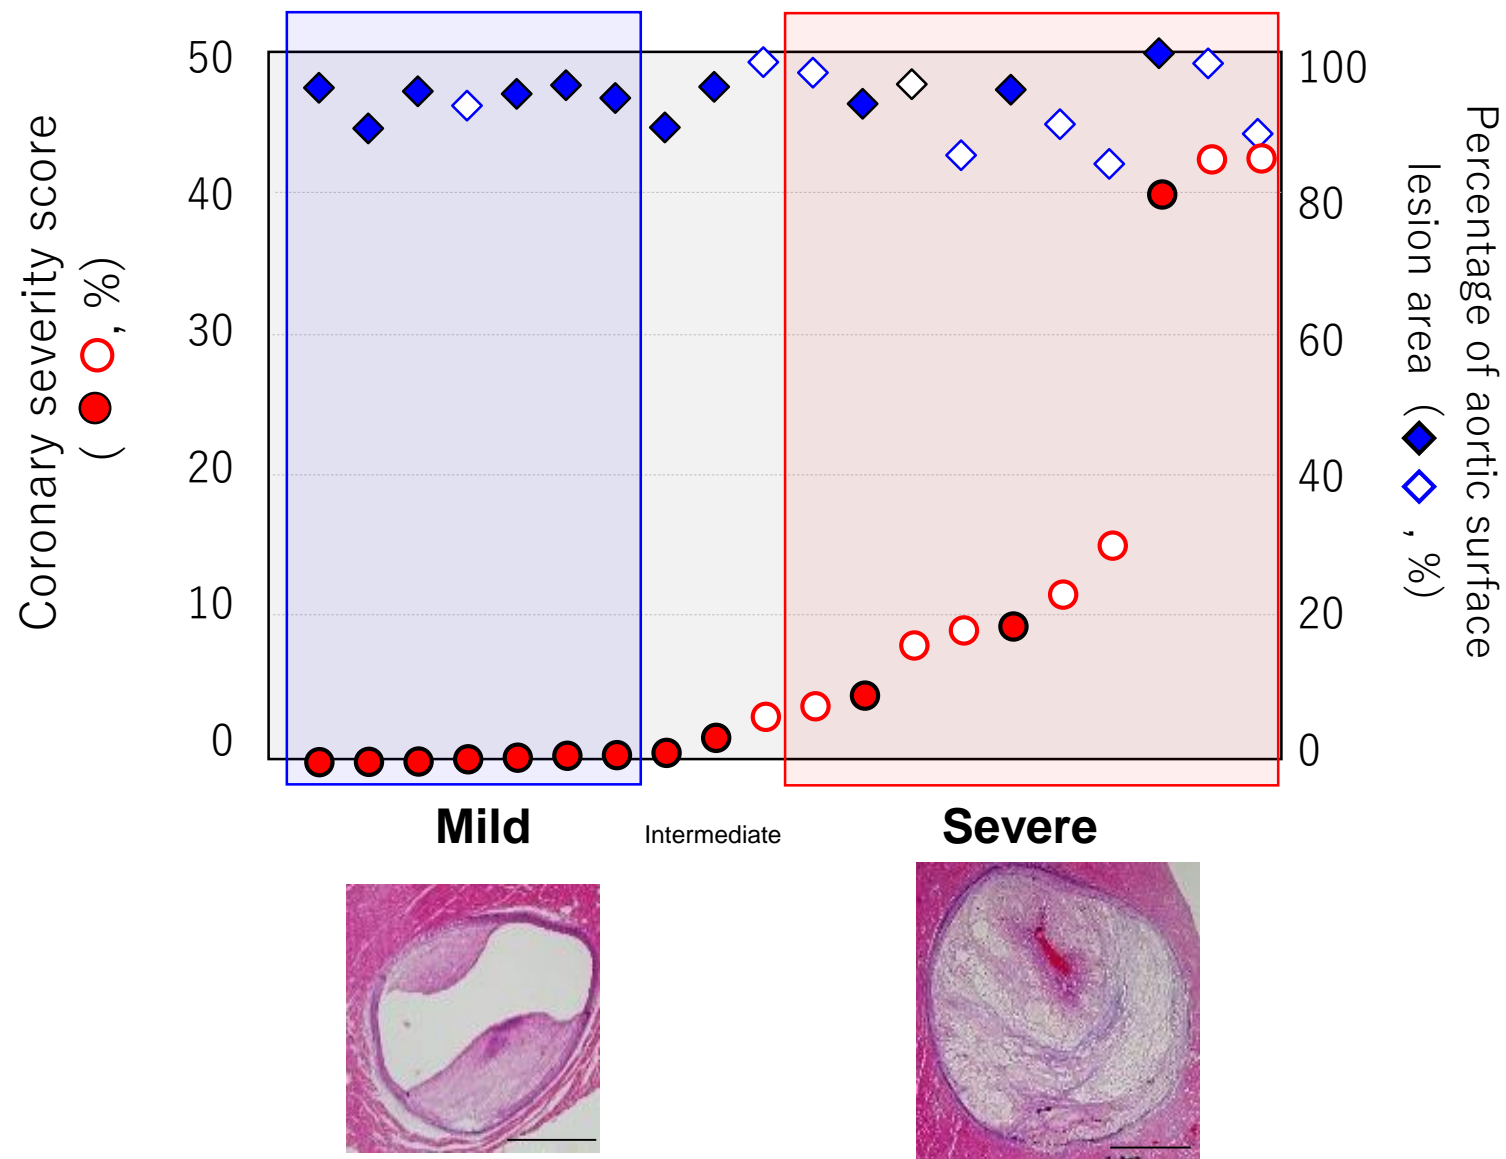 Coronary severity score
( , %)
50
40
30
20
10
0
100
80
60
40
20
0
Percentage of aortic surface
lesion area ( , %)
Mild
Intermediate
Severe